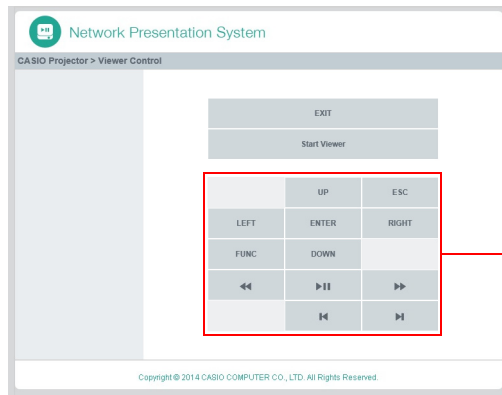 Network Presentation System
CASIO Projector > Viewer Control
EXIT
Start Viewer
UP ESC
LEFT ENTER RIGHT
FUNC DOWN
Copyright © 2014 CASIO COMPUTER CO., LTD. All Rights Reserved.